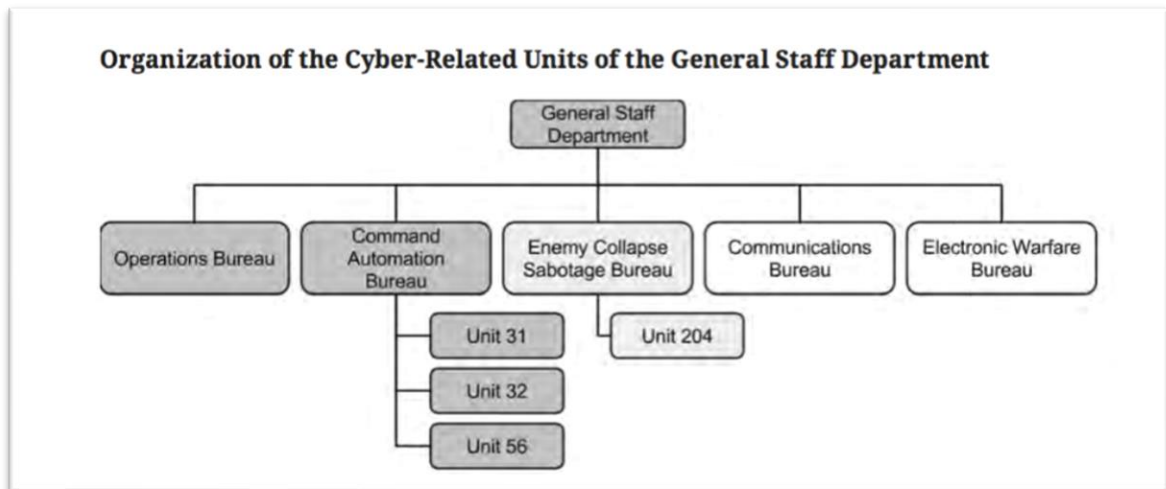 Organization of the Cyber-Related Units of the General Staff Department
General Staff
Department
Operations Bureau
Command
Automation
Bureau
Enemy Collapse
Sabotage Bureau
Communications
Bureau
Electronic Warfare
Bureau
Unit 31
Unit 204
Unit 32
Unit 56